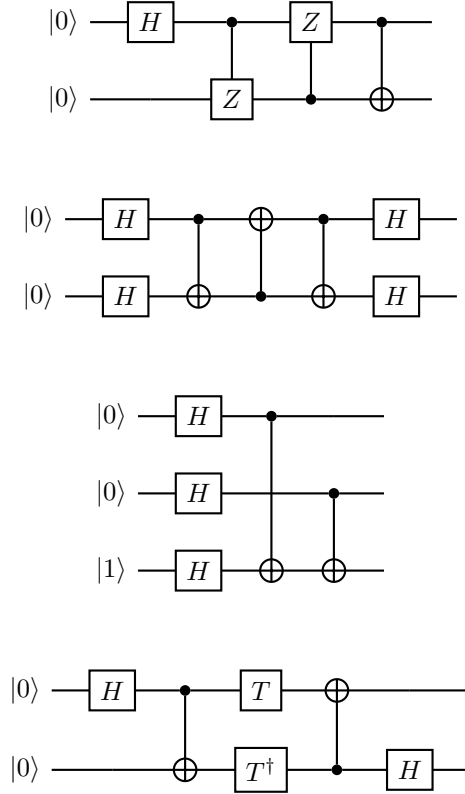 |0⟩ H Z
|0⟩ Z
|0⟩ H H
|0⟩ H H
|0⟩ H
|0⟩ H
|1⟩ H
|0⟩ H T
|0⟩ T† H